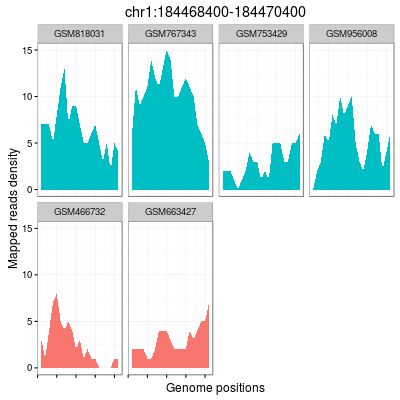 chr1:184468400-184470400
GSM818031 GSM767343 GSM753429 GSM956008
15
10
5
0
GSM466732 GSM663427
15
10
5
0
Mapped reads density
Genome positions